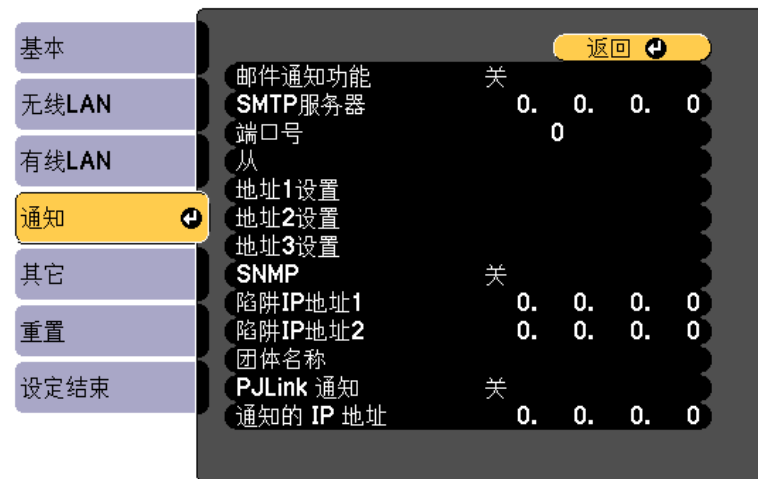 基本
无线LAN
有线LAN
通知
其它
重置
设定结束
返回
邮件通知功能 关
SMTP服务器 0. 0. 0. 0
端口号 0
从
地址1设置
地址2设置
地址3设置
SNMP 关
陷阱IP地址1 0. 0. 0. 0
陷阱IP地址2 0. 0. 0. 0
团体名称
PJLink 通知 关
通知的 IP 地址 0. 0. 0. 0